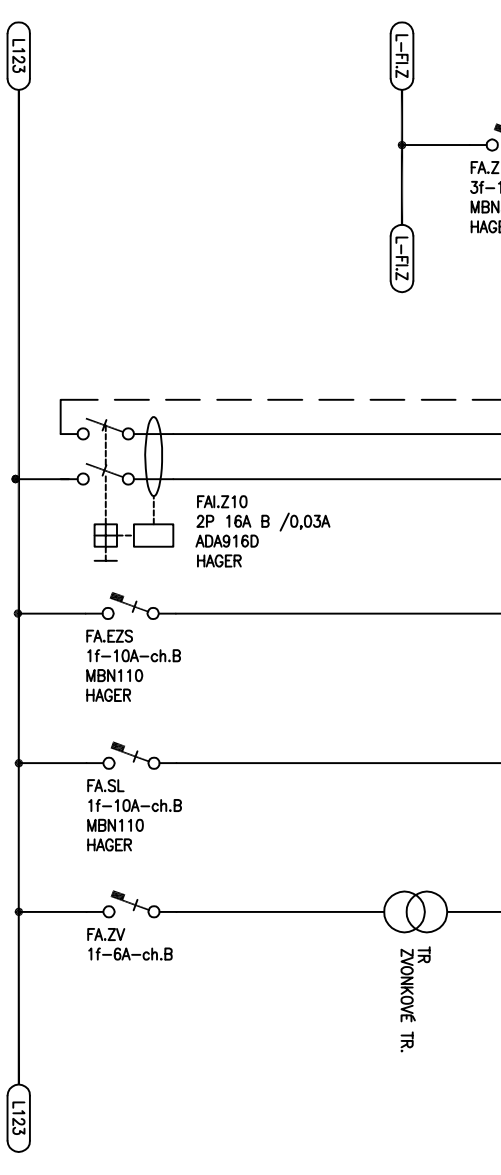 L123
L-FI.Z
FA.Z
3f-1
MBN
HAGE
L-FI.Z
FAI.Z10
2P 16A B /0,03A
ADA916D
HAGER
FA.EZS
1f-10A-ch.B
MBN110
HAGER
FA.SL
1f-10A-ch.B
MBN110
HAGER
FA.ZV
1f-6A-ch.B
TR
ZVONKOVÉ TR.
L123